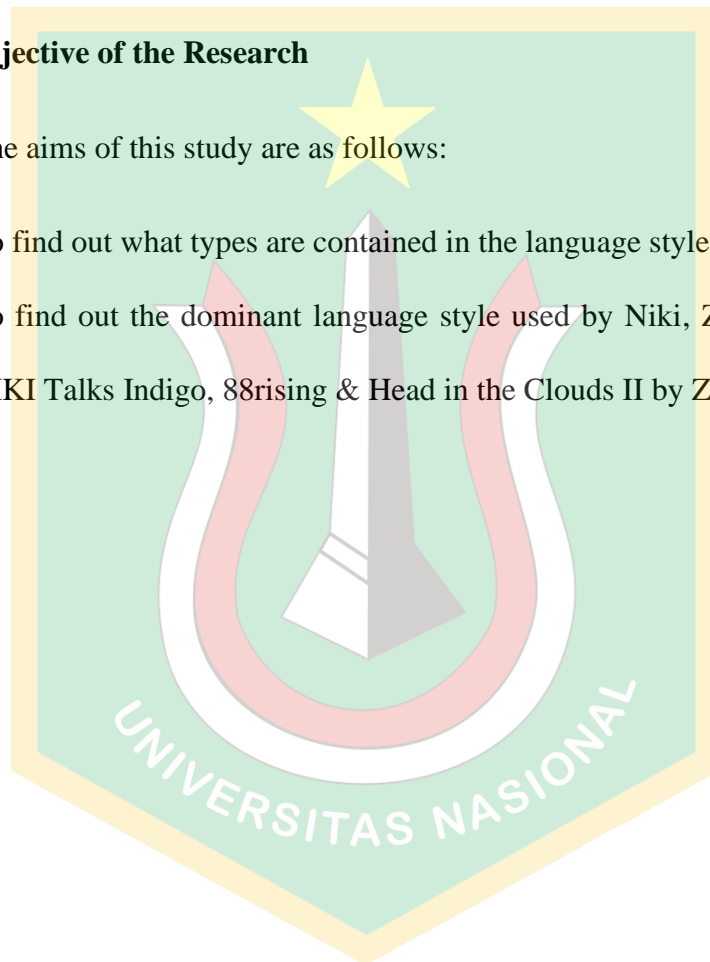 jective of the Research
e aims of this study are as follows:
find out what types are contained in the language style
find out the dominant language style used by Niki, Z
IKI Talks Indigo, 88rising & Head in the Clouds II by Z
UNIVERSITAS NASIONAL